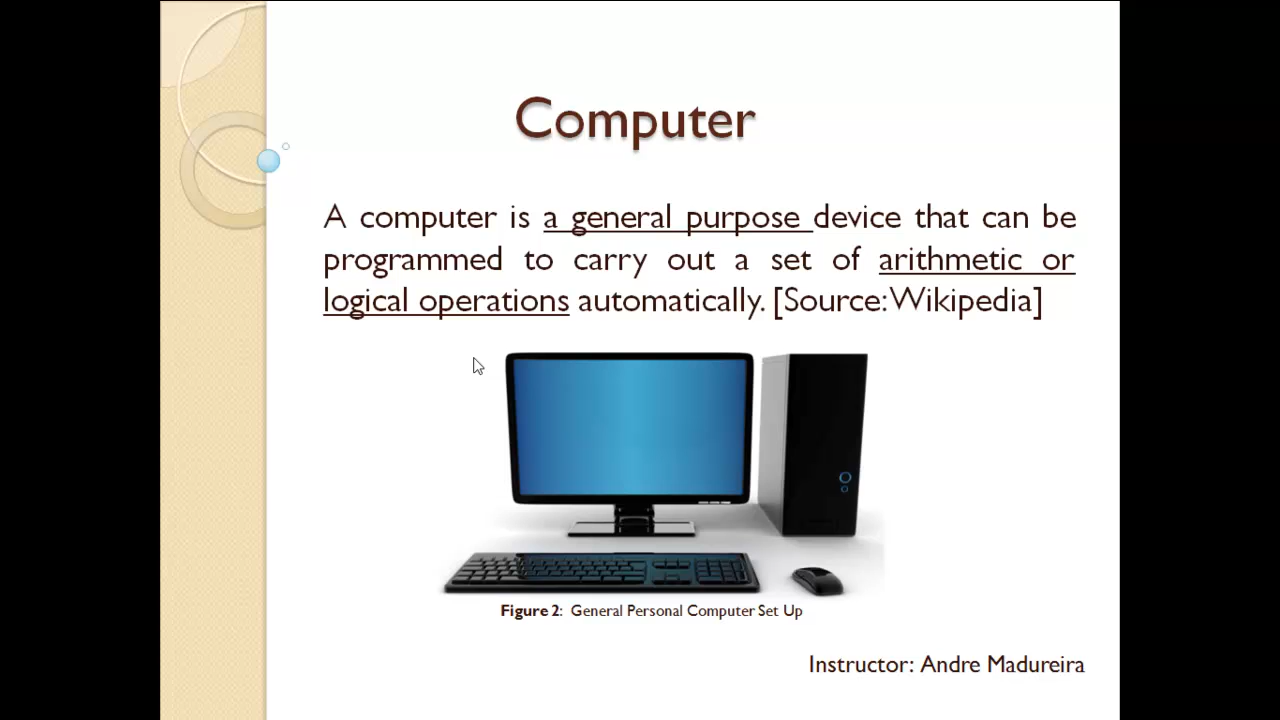 Computer
A computer is a general purpose device that can be
programmed to carry out a set of arithmetic or
logical operations automatically. [Source: Wikipedia]
Figure 2: General Personal Computer Set Up
Instructor: Andre Madureira